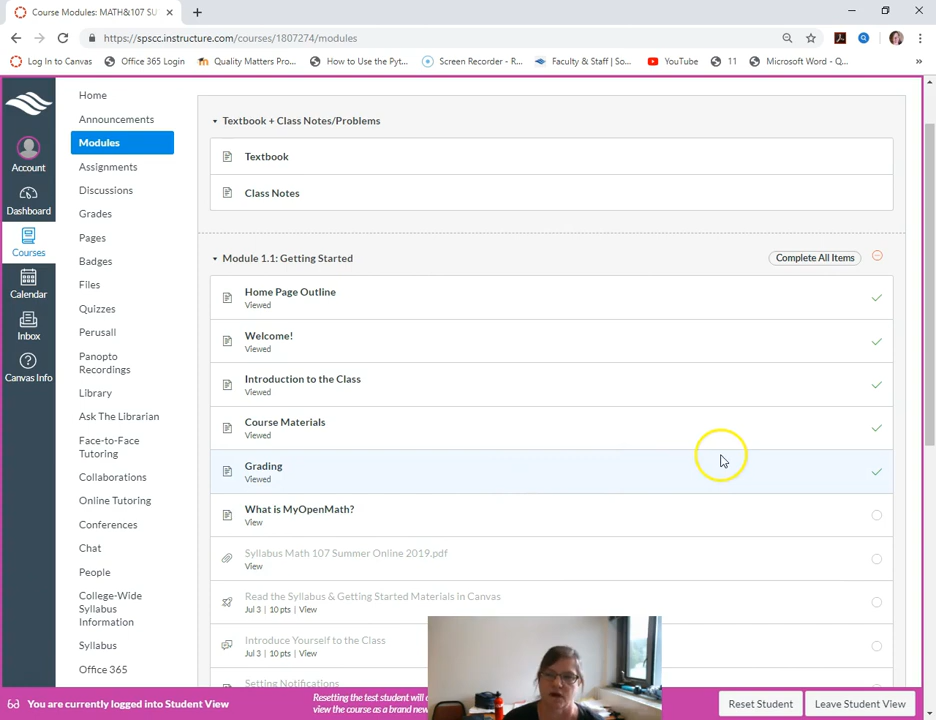 Course Modules: MATH&107 SU
https://spscc.instructure.com/courses/1807274/modules
Log In to Canvas
Office 365 Login
Quality Matters Pro...
How to Use the Pyt...
Screen Recorder - R...
Faculty & Staff | So...
YouTube
11
Microsoft Word - Q...
»
Account
Dashboard
Courses
Calendar
Inbox
Canvas Info
Home
Announcements
Modules
Assignments
Discussions
Grades
Pages
Badges
Files
Quizzes
Perusall
Panopto
Recordings
Library
Ask The Librarian
Face-to-Face
Tutoring
Collaborations
Online Tutoring
Conferences
Chat
People
College-Wide
Syllabus
Information
Syllabus
Office 365
Textbook + Class Notes/Problems
Textbook
Class Notes
Module 1.1: Getting Started
Complete All Items
Home Page Outline
Viewed
Welcome!
Viewed
Introduction to the Class
Viewed
Course Materials
Viewed
Grading
Viewed
What is MyOpenMath?
View
Syllabus Math 107 Summer Online 2019.pdf
View
Read the Syllabus & Getting Started Materials in Canvas
Jul 3 | 10 pts | View
Introduce Yourself to the Class
Jul 3 | 10 pts | View
Setting Notifications
You are currently logged into Student View
Resetting the test student will
view the course as a brand new
Reset Student
Leave Student View